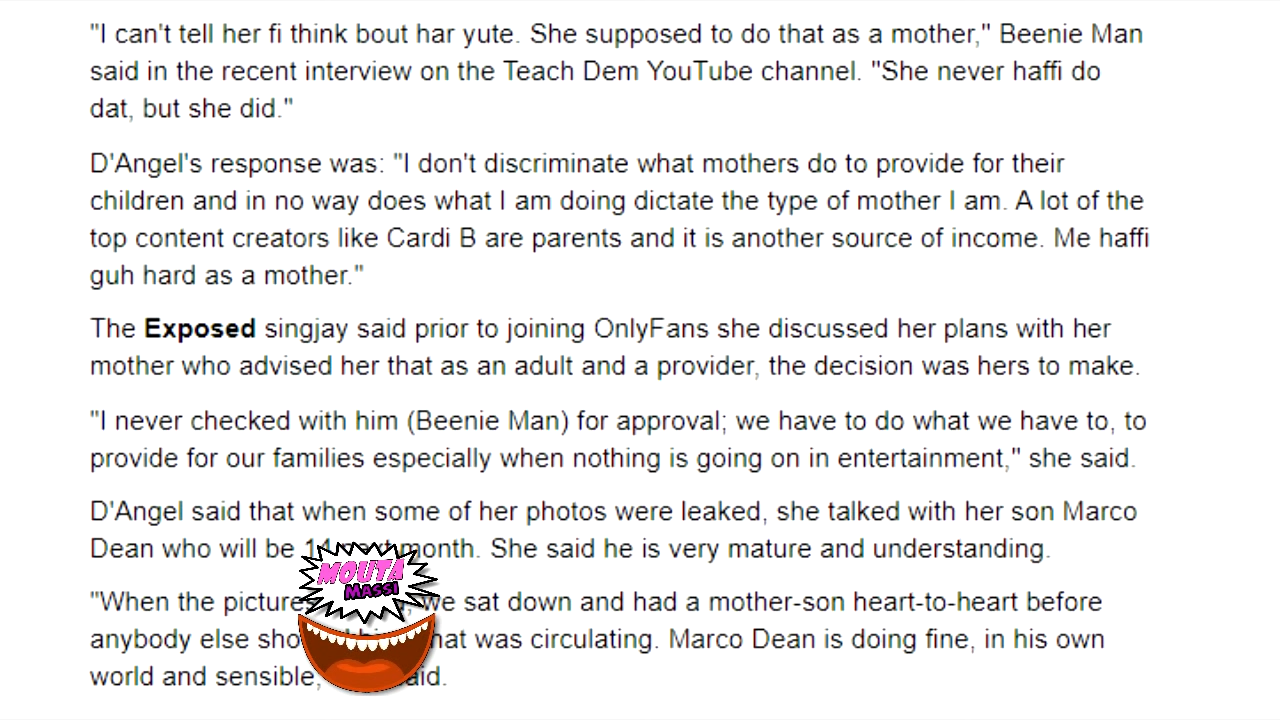 "I can't tell her fi think bout har yute. She supposed to do that as a mother," Beenie Man
said in the recent interview on the Teach Dem YouTube channel. "She never haffi do
dat, but she did."
D'Angel's response was: "I don't discriminate what mothers do to provide for their
children and in no way does what I am doing dictate the type of mother I am. A lot of the
top content creators like Cardi B are parents and it is another source of income. Me haffi
guh hard as a mother."
The Exposed singjay said prior to joining OnlyFans she discussed her plans with her
mother who advised her that as an adult and a provider, the decision was hers to make.
"I never checked with him (Beenie Man) for approval; we have to do what we have to, to
provide for our families especially when nothing is going on in entertainment," she said.
D'Angel said that when some of her photos were leaked, she talked with her son Marco
Dean who will be 14 next month. She said he is very mature and understanding.
"When the pictures we sat down and had a mother-son heart-to-heart before
anybody else was circulating. Marco Dean is doing fine, in his own
world and sensible, said.
MOUTA
MASSI